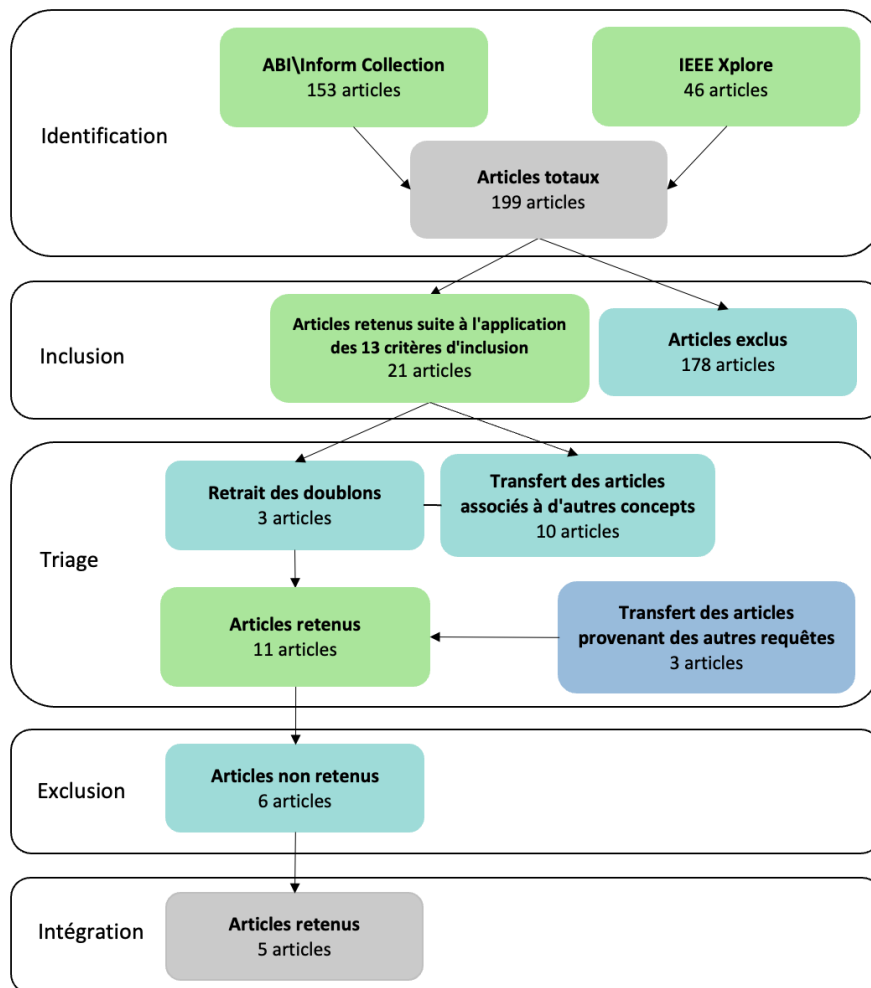 Identification
ABI\Inform Collection
153 articles
IEEE Xplore
46 articles
Articles totaux
199 articles
Inclusion
Articles retenus suite à l'application
des 13 critères d'inclusion
21 articles
Articles exclus
178 articles
Triage
Retrait des doublons
3 articles
Transfert des articles
associés à d'autres concepts
10 articles
Articles retenus
11 articles
Transfert des articles
provenant des autres requêtes
3 articles
Exclusion
Articles non retenus
6 articles
Intégration
Articles retenus
5 articles